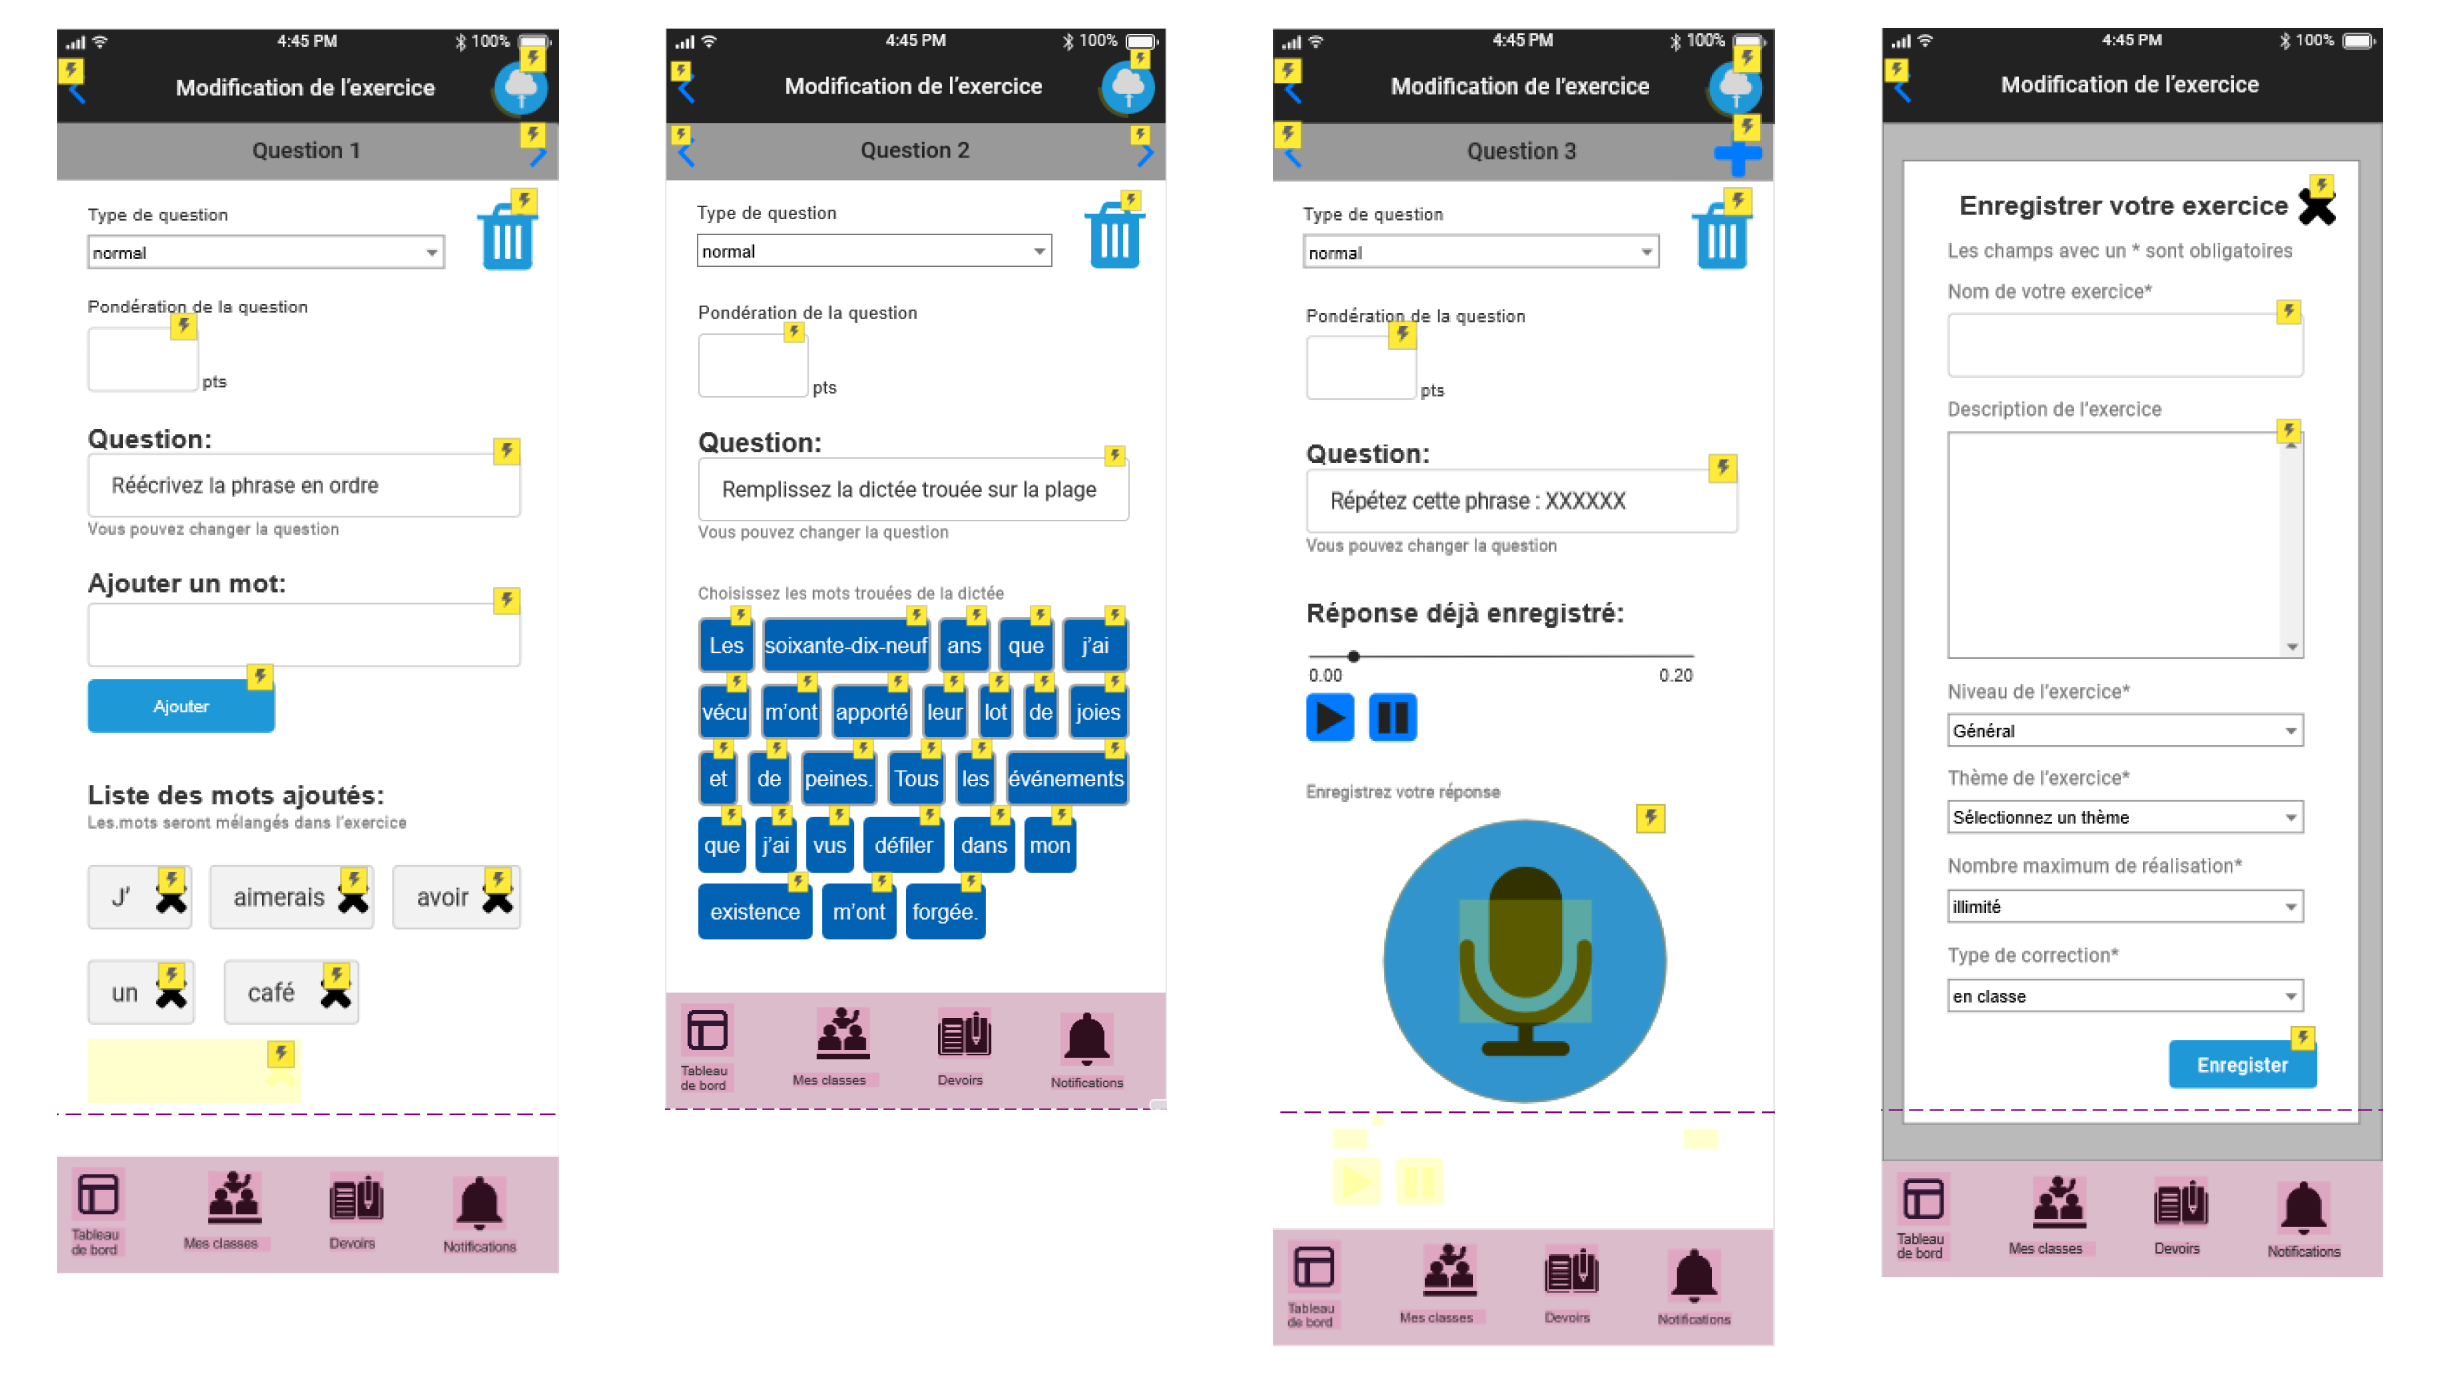 4:45 PM
100%
Modification de l'exercice
Question 1
Type de question
normal
Pondération de la question
pts
Question:
Réécrivez la phrase en ordre
Vous pouvez changer la question
Ajouter un mot:
Ajouter
Liste des mots ajoutés:
Les.mots seront mélangés dans l'exercice
J' aimerais avoir
un café
Tableau
de bord
Mes classes
Devoirs
Notifications
4:45 PM
100%
Modification de l'exercice
Question 2
Type de question
normal
Pondération de la question
pts
Question:
Remplissez la dictée trouée sur la plage
Vous pouvez changer la question
Choisissez les mots trouées de la dictée
Les soixante-dix-neuf ans que j'ai
vécu m'ont apporté leur lot de joies
et de peines. Tous les événements
que j'ai vus défiler dans mon
existence m'ont forgée.
Tableau
de bord
Mes classes
Devoirs
Notifications
4:45 PM
100%
Modification de l'exercice
Question 3
Type de question
normal
Pondération de la question
pts
Question:
Répétez cette phrase : XXXXXX
Vous pouvez changer la question
Réponse déjà enregistré:
0.00 0.20
Enregistrez votre réponse
Tableau
de bord
Mes classes
Devoirs
Notifications
4:45 PM
100%
Modification de l'exercice
Enregistrer votre exercice
Les champs avec un * sont obligatoires
Nom de votre exercice*
Description de l'exercice
Niveau de l'exercice*
Général
Thème de l'exercice*
Sélectionnez un thème
Nombre maximum de réalisation*
illimité
Type de correction*
en classe
Enregister
Tableau
de bord
Mes classes
Devoirs
Notifications